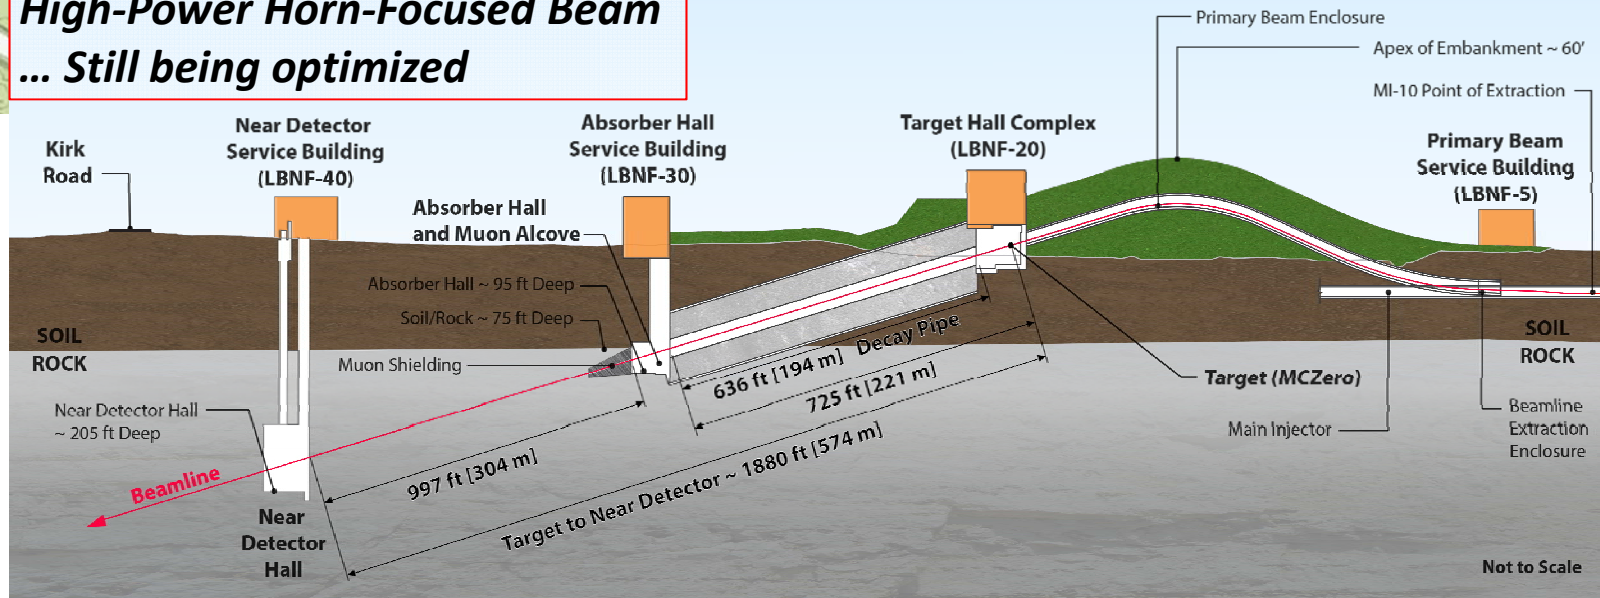 High-Power Horn-Focused Beam
… Still being optimized
Primary Beam Enclosure
Apex of Embankment ~ 60'
MI-10 Point of Extraction
Kirk
Road
Near Detector
Service Building
(LBNF-40)
Absorber Hall
Service Building
(LBNF-30)
Target Hall Complex
(LBNF-20)
Primary Beam
Service Building
(LBNF-5)
Absorber Hall
and Muon Alcove
Absorber Hall ~ 95 ft Deep
Soil/Rock ~ 75 ft Deep
SOIL
ROCK
Muon Shielding
SOIL
ROCK
636 ft [194 m] Decay Pipe
725 ft [221 m]
Target (MCZero)
Near Detector Hall
~ 205 ft Deep
Main Injector
Beamline
Extraction
Enclosure
997 ft [304 m]
Target to Near Detector ~ 1880 ft [574 m]
Beamline
Near
Detector
Hall
Not to Scale